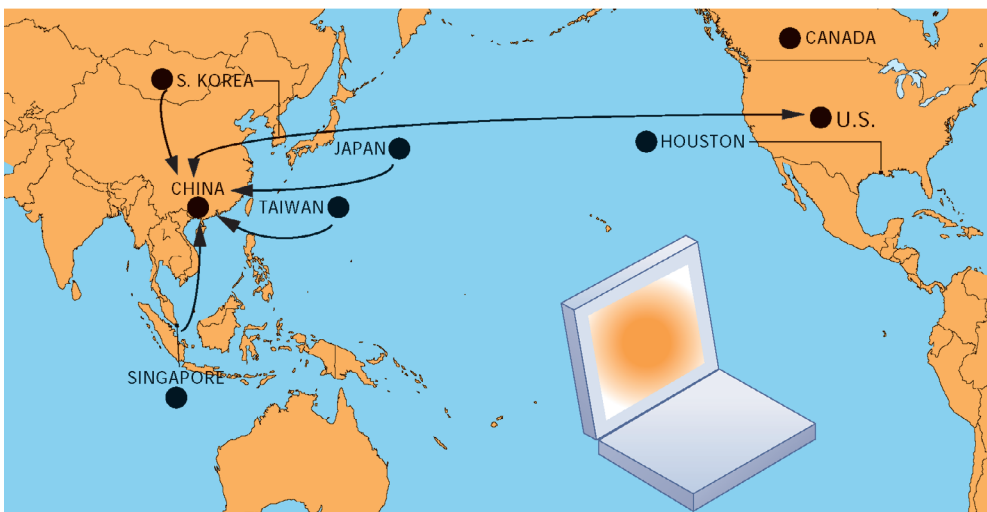 CANADA
S. KOREA
U.S.
JAPAN
HOUSTON
CHINA
TAIWAN
SINGAPORE